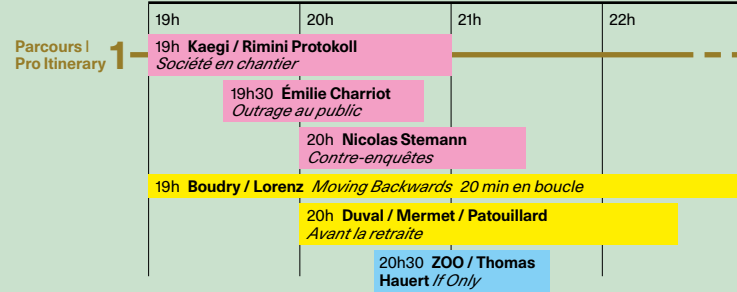 19h 20h 21h 22h
Parcours |
Pro Itinerary 1
19h Kaegi / Rimini Protokoll
Société en chantier
19h30 Émilie Charriot
Outrage au public
20h Nicolas Stemann
Contre-enquêtes
19h Boudry / Lorenz Moving Backwards 20 min en boucle
20h Duval / Mermet / Patouillard
Avant la retraite
20h30 ZOO / Thomas
Hauert If Only